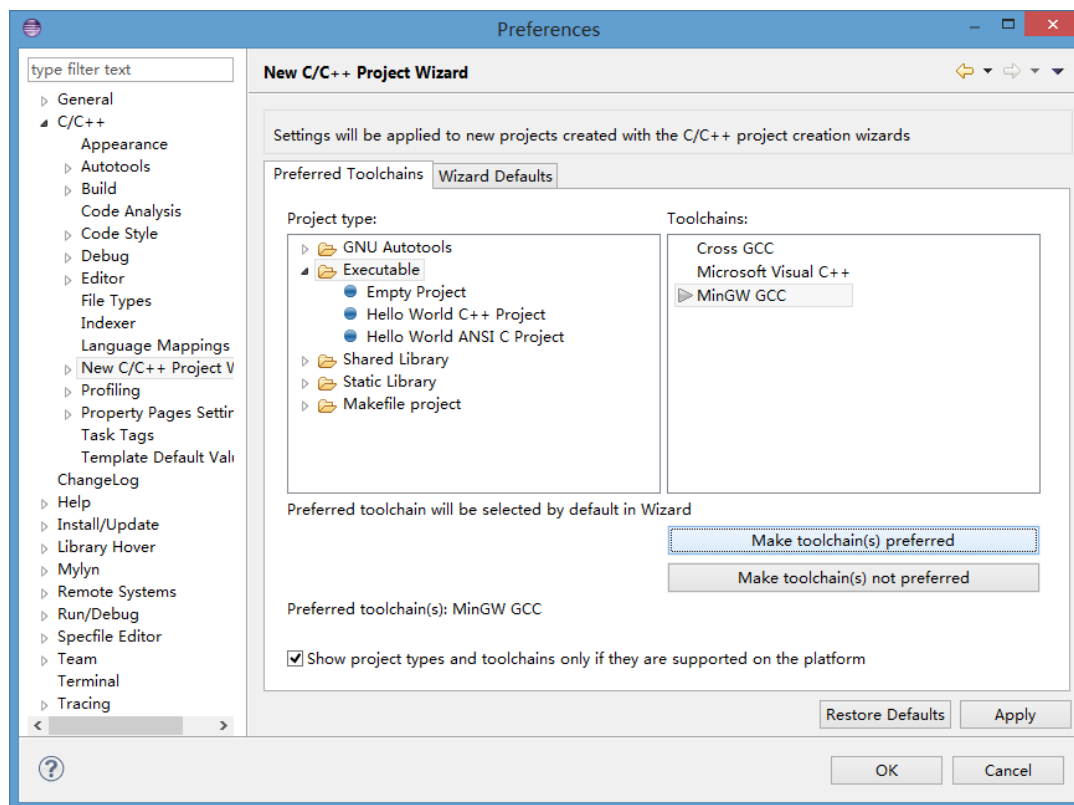 Preferences
type filter text
General
C/C++
Appearance
Autotools
Build
Code Analysis
Code Style
Debug
Editor
File Types
Indexer
Language Mappings
New C/C++ Project W
Profiling
Property Pages Settin
Task Tags
Template Default Valu
ChangeLog
Help
Install/Update
Library Hover
Mylyn
Remote Systems
Run/Debug
Specfile Editor
Team
Terminal
Tracing
New C/C++ Project Wizard
Settings will be applied to new projects created with the C/C++ project creation wizards
Preferred Toolchains
Wizard Defaults
Project type:
GNU Autotools
Executable
Empty Project
Hello World C++ Project
Hello World ANSI C Project
Shared Library
Static Library
Makefile project
Toolchains:
Cross GCC
Microsoft Visual C++
MinGW GCC
Preferred toolchain will be selected by default in Wizard
Make toolchain(s) preferred
Make toolchain(s) not preferred
Preferred toolchain(s): MinGW GCC
Show project types and toolchains only if they are supported on the platform
Restore Defaults
Apply
?
OK
Cancel